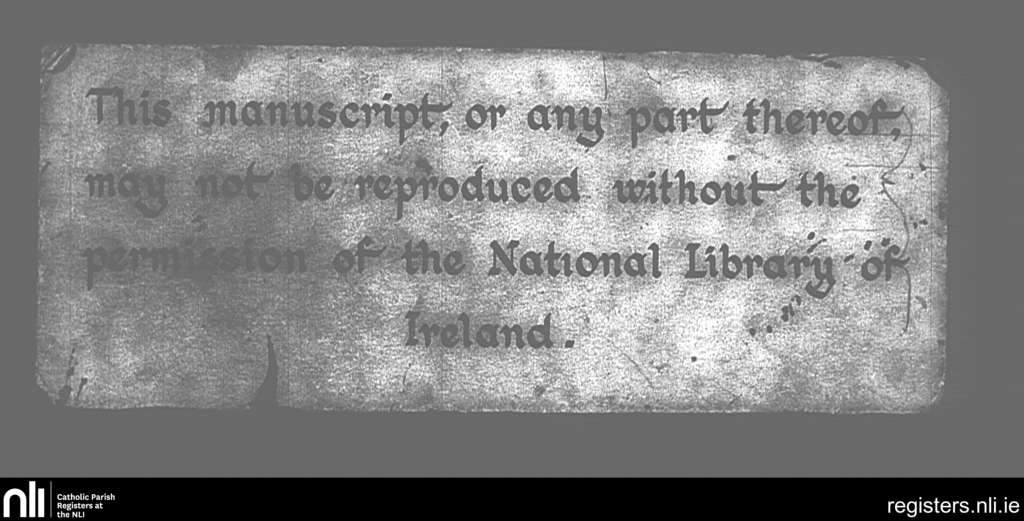 This manuscript, or any part thereof,
may not be reproduced without the
permission of the National Library of
Ireland.
nli
Catholic Parish
Registers at
the NLI
registers.nli.ie